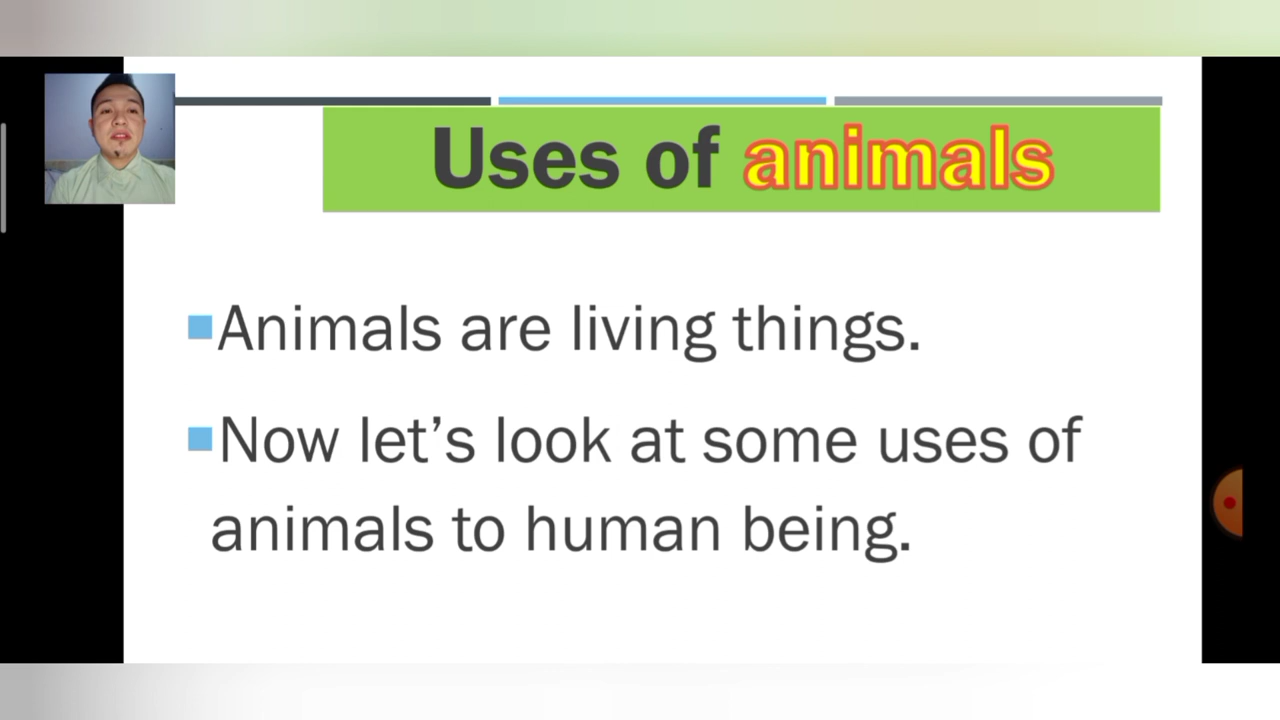 Uses of animals
Animals are living things.
Now let’s look at some uses of
animals to human being.